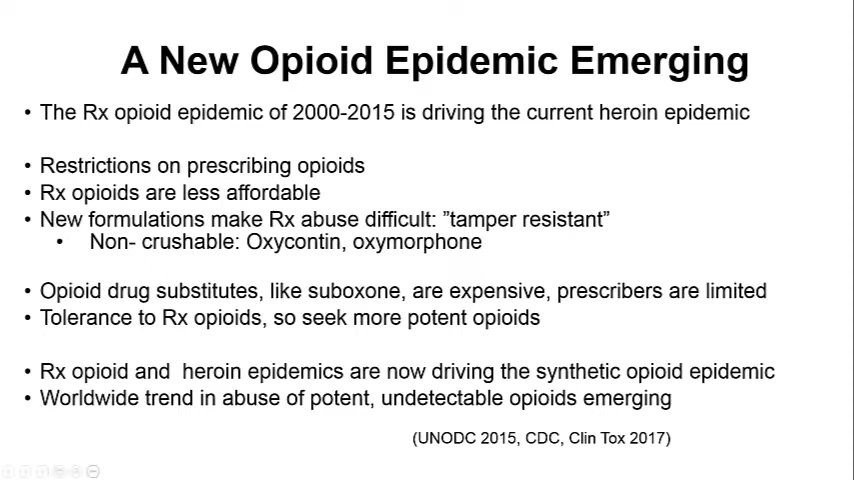 A New Opioid Epidemic Emerging
• The Rx opioid epidemic of 2000-2015 is driving the current heroin epidemic
• Restrictions on prescribing opioids
• Rx opioids are less affordable
• New formulations make Rx abuse difficult: ”tamper resistant”
• Non- crushable: Oxycontin, oxymorphone
• Opioid drug substitutes, like suboxone, are expensive, prescribers are limited
• Tolerance to Rx opioids, so seek more potent opioids
• Rx opioid and heroin epidemics are now driving the synthetic opioid epidemic
• Worldwide trend in abuse of potent, undetectable opioids emerging
(UNODC 2015, CDC, Clin Tox 2017)